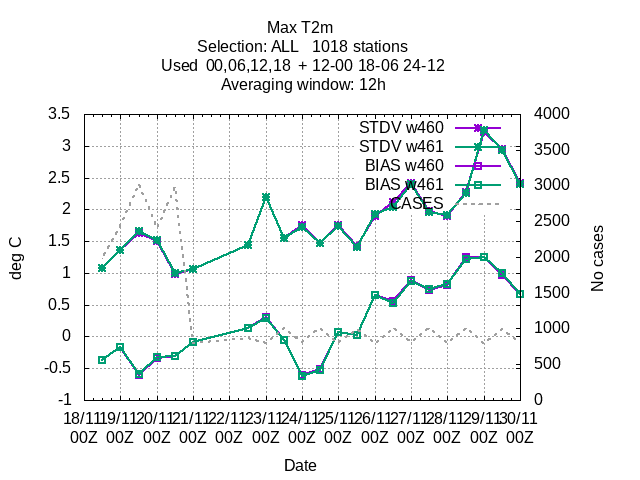 Max T2m
Selection: ALL   1018 stations
Used  00,06,12,18  + 12-00 18-06 24-12
Averaging window: 12h
3.5
3
2.5
2
1.5
1
0.5
0
-0.5
-1
deg C
4000
3500
3000
2500
2000
1500
1000
500
0
No cases
STDV w460
STDV w461
BIAS w460
BIAS w461
CASES
18/11 19/11 20/11 21/11 22/11 23/11 24/11 25/11 26/11 27/11 28/11 29/11 30/11
00Z 00Z 00Z 00Z 00Z 00Z 00Z 00Z 00Z 00Z 00Z 00Z 00Z
Date